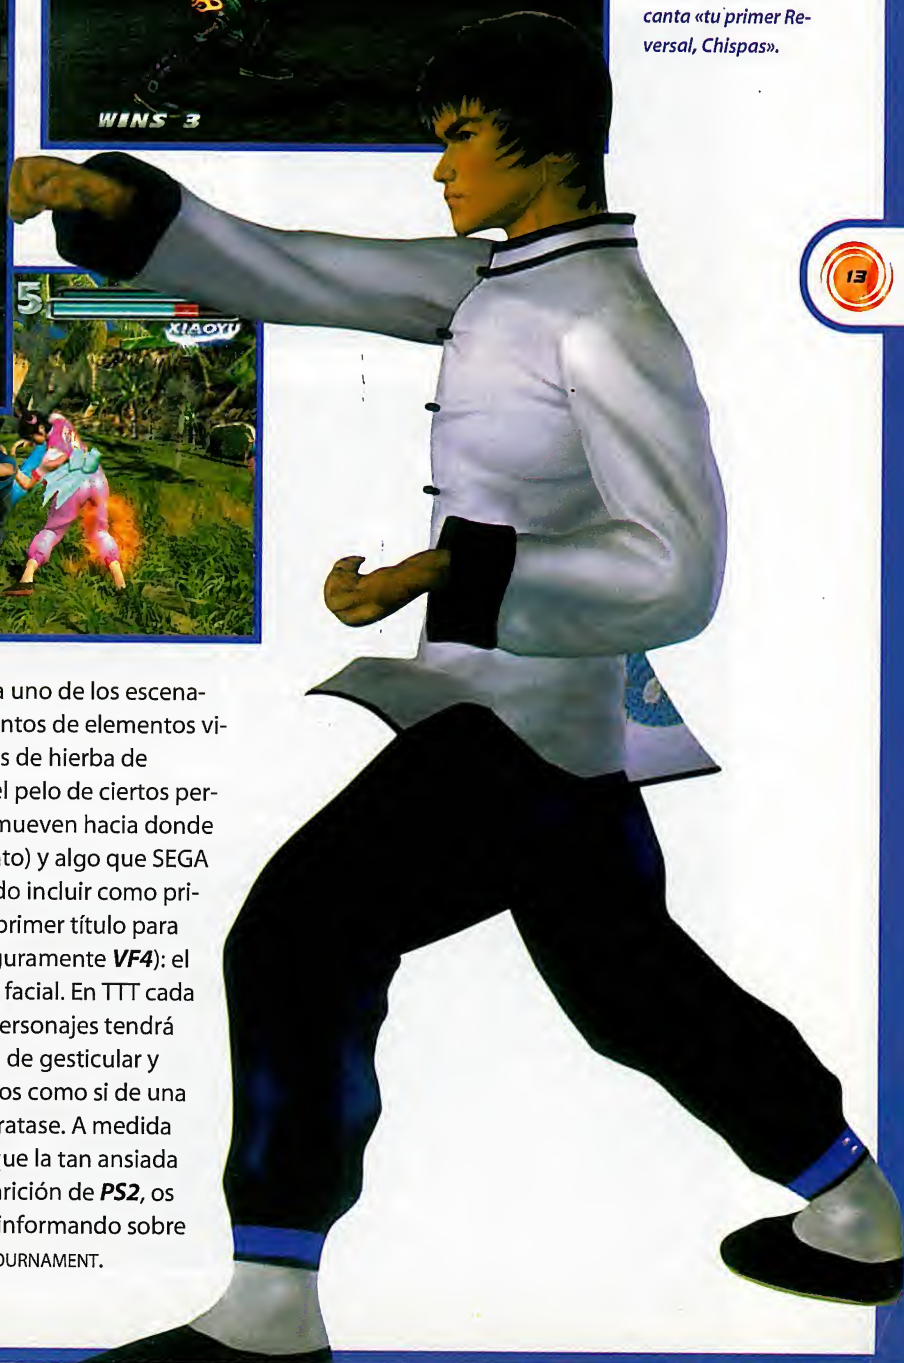 canta «tu primer Re-
versal, Chispas».
WINS 3
13
5
XIAOYU
a uno de los escena-
ntos de elementos vi-
s de hierba de
el pelo de ciertos per-
mueven hacia donde
to) y algo que SEGA
do incluir como pri-
primer título para
guramente VF4): el
facial. En TTT cada
ersonajes tendrá
de gesticular y
os como si de una
ratase. A medida
ue la tan ansiada
arición de PS2, os
informando sobre
OURNAMENT.